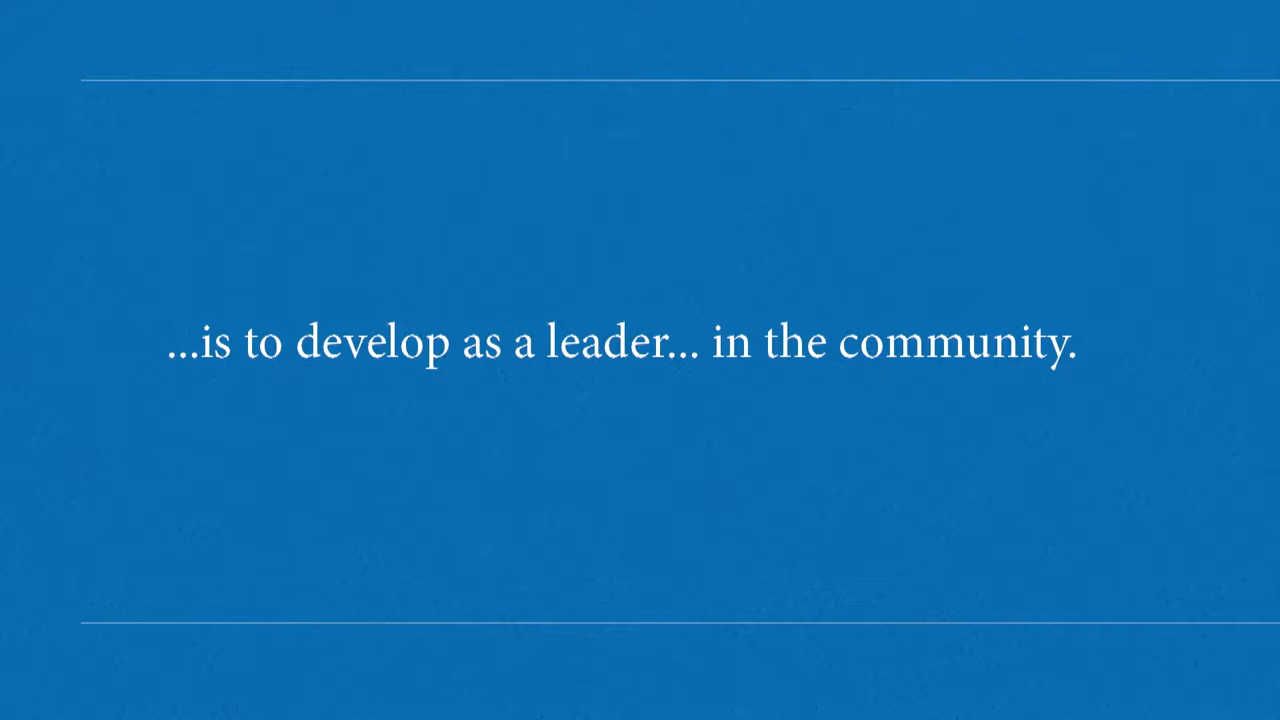 ...is to develop as a leader... in the community.